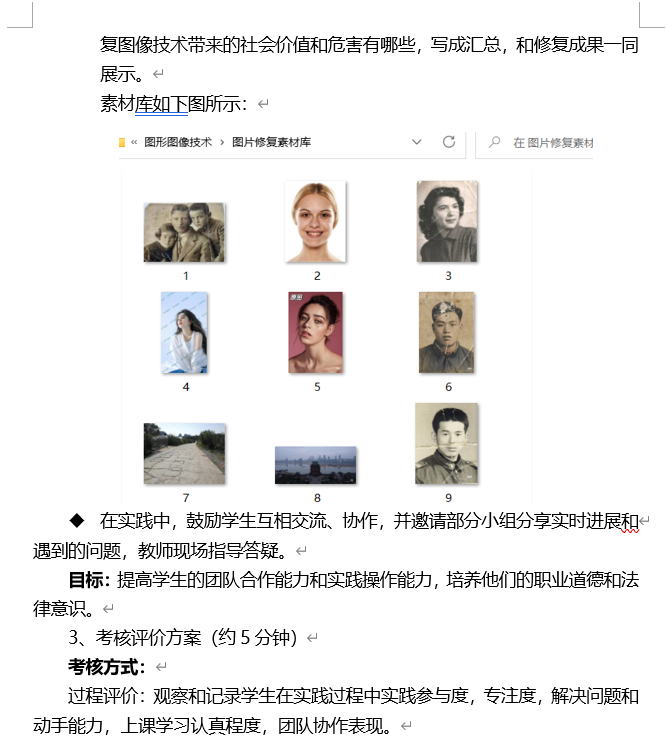 复图像技术带来的社会价值和危害有哪些，写成汇总，和修复成果一同
展示。
素材库如下图所示：
« 图形图像技术 › 图片修复素材库
在 图片修复素材
1 2 3
原图
4 5 6
7 8 9
◆ 在实践中，鼓励学生互相交流、协作，并邀请部分小组分享实时进展和
遇到的问题，教师现场指导答疑。
目标：提高学生的团队合作能力和实践操作能力，培养他们的职业道德和法
律意识。
3、考核评价方案（约 5 分钟）
考核方式：
过程评价：观察和记录学生在实践过程中实践参与度，专注度，解决问题和
动手能力，上课学习认真程度，团队协作表现。